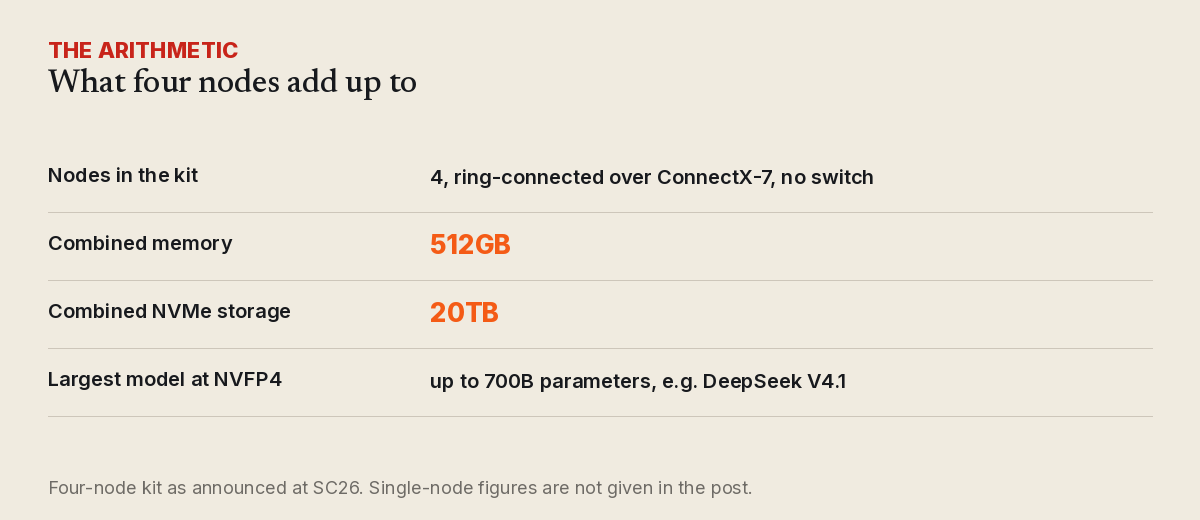 THE ARITHMETIC
What four nodes add up to
Nodes in the kit
4, ring-connected over ConnectX-7, no switch
Combined memory
512GB
Combined NVMe storage
20TB
Largest model at NVFP4
up to 700B parameters, e.g. DeepSeek V4.1
Four-node kit as announced at SC26. Single-node figures are not given in the post.